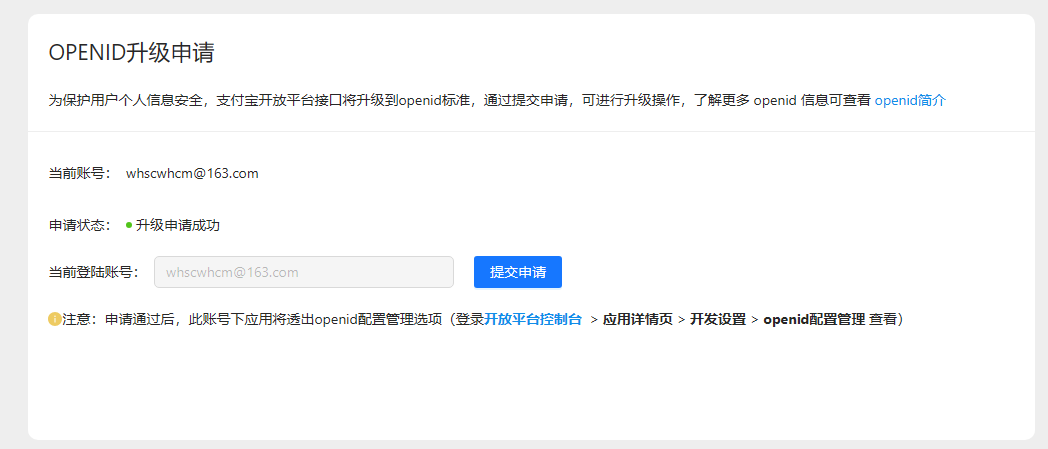 OPENID升级申请
为保护用户个人信息安全，支付宝开放平台接口将升级到openid标准，通过提交申请，可进行升级操作，了解更多 openid 信息可查看 openid简介
当前账号： whscwhcm@163.com
申请状态： 升级申请成功
当前登陆账号： whscwhcm@163.com 提交申请
注意：申请通过后，此账号下应用将透出openid配置管理选项（登录开放平台控制台 > 应用详情页 > 开发设置 > openid配置管理 查看）